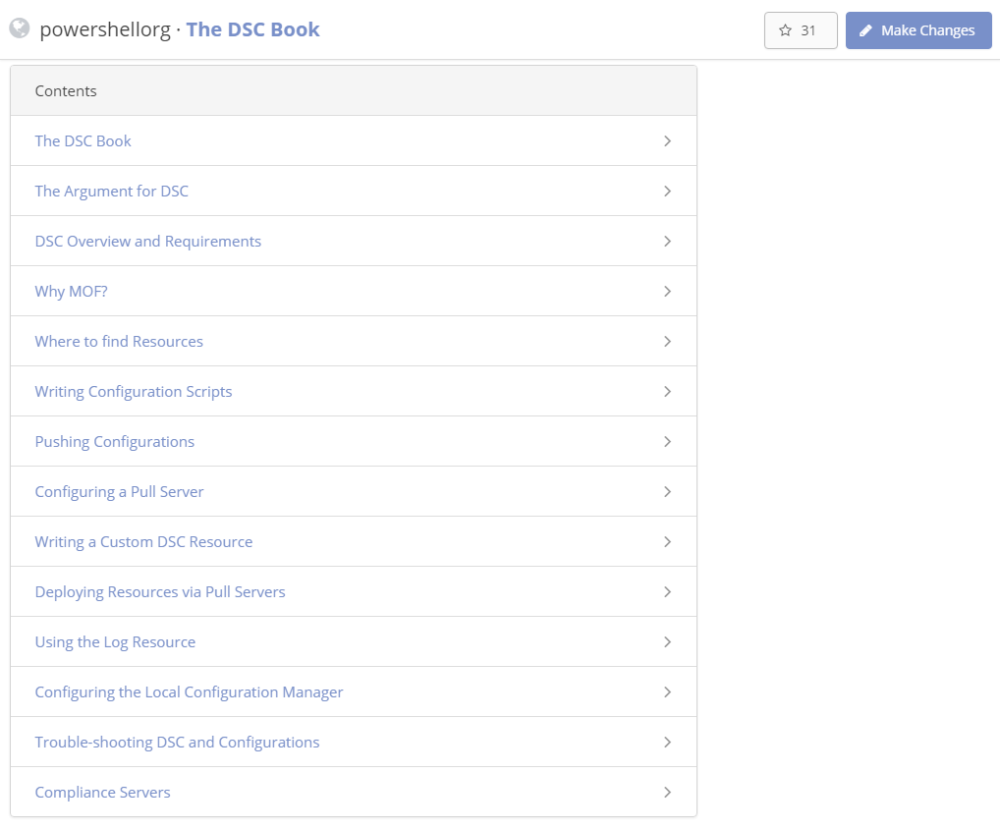 powershellorg · The DSC Book
31
Make Changes
Contents
The DSC Book
The Argument for DSC
DSC Overview and Requirements
Why MOF?
Where to find Resources
Writing Configuration Scripts
Pushing Configurations
Configuring a Pull Server
Writing a Custom DSC Resource
Deploying Resources via Pull Servers
Using the Log Resource
Configuring the Local Configuration Manager
Trouble-shooting DSC and Configurations
Compliance Servers